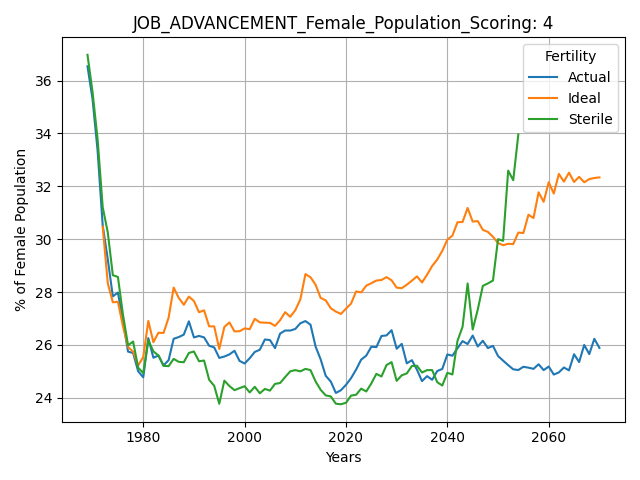 JOB_ADVANCEMENT_Female_Population_Scoring: 4
Fertility
Actual
Ideal
Sterile
% of Female Population
36
34
32
30
28
26
24
1980
2000
2020
2040
2060
Years